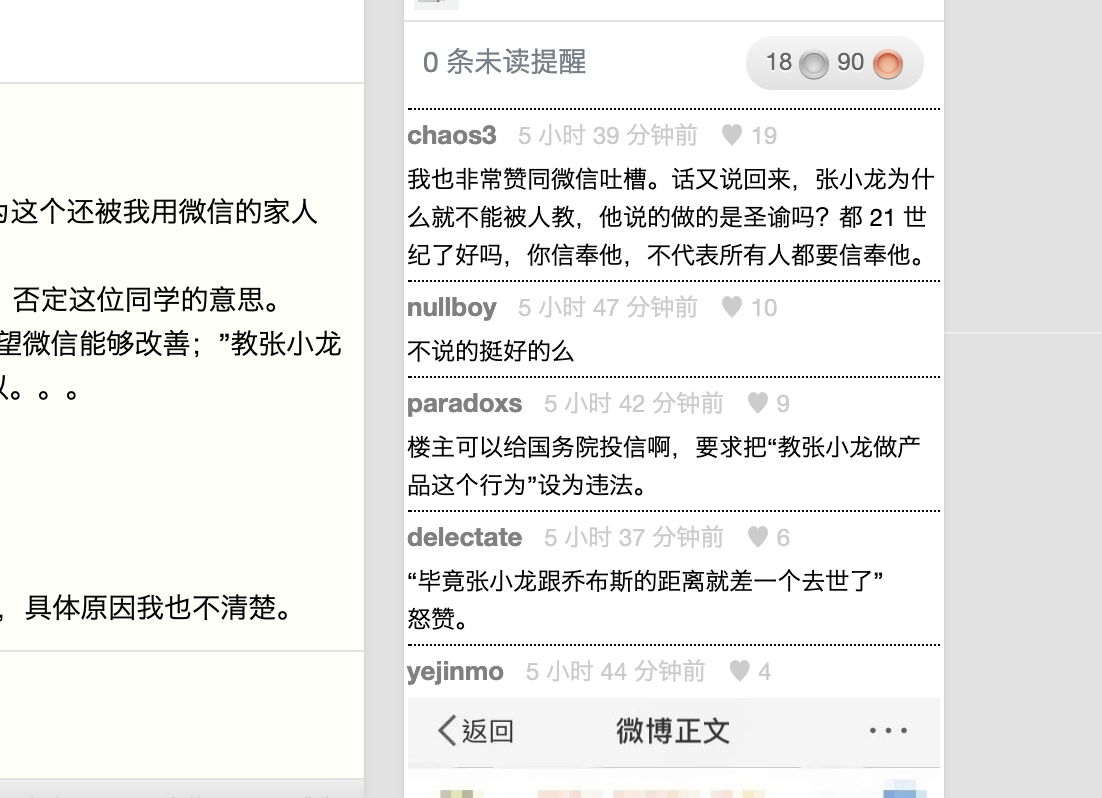 这个还被我用微信的家人
否定这位同学的意思。
望微信能够改善；”教张小龙
。。。
，具体原因我也不清楚。
0 条未读提醒
18 90
chaos3 5 小时 39 分钟前 19
我也非常赞同微信吐槽。话又说回来，张小龙为什
么就不能被人教，他说的做的是圣谕吗？都 21 世
纪了好吗，你信奉他，不代表所有人都要信奉他。
nullboy 5 小时 47 分钟前 10
不说的挺好的么
paradoxs 5 小时 42 分钟前 9
楼主可以给国务院投信啊，要求把“教张小龙做产
品这个行为”设为违法。
delectate 5 小时 37 分钟前 6
“毕竟张小龙跟乔布斯的距离就差一个去世了”
怒赞。
yejinmo 5 小时 44 分钟前 4
返回 微博正文 ···